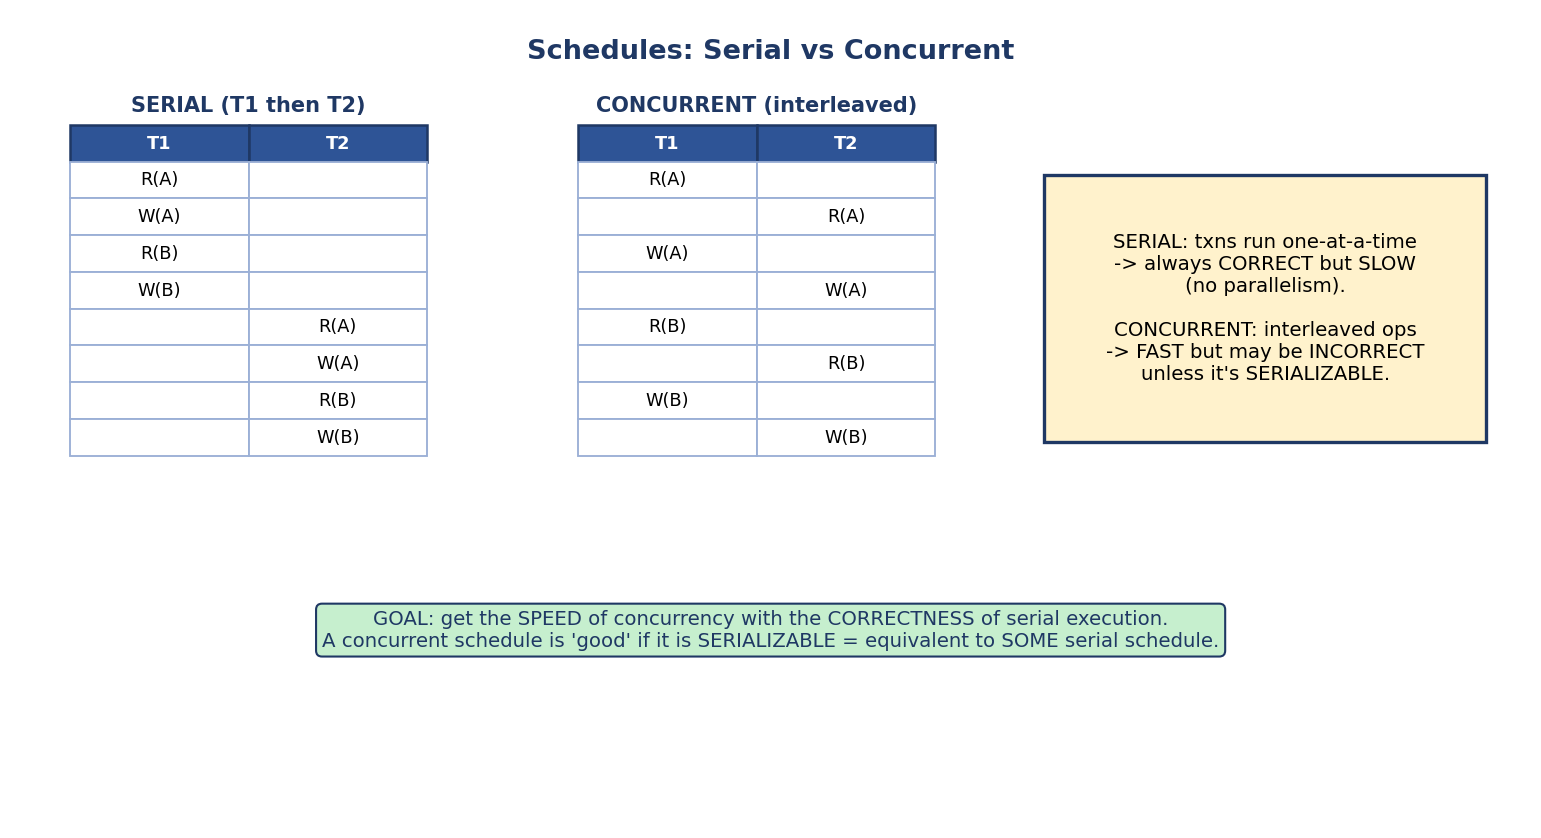 Schedules: Serial vs Concurrent
SERIAL (T1 then T2)
T1 T2
R(A)
W(A)
R(B)
W(B)
R(A)
W(A)
R(B)
W(B)
CONCURRENT (interleaved)
T1 T2
R(A)
R(A)
W(A)
W(A)
R(B)
R(B)
W(B)
W(B)
SERIAL: txns run one-at-a-time
-> always CORRECT but SLOW
(no parallelism).
CONCURRENT: interleaved ops
-> FAST but may be INCORRECT
unless it's SERIALIZABLE.
GOAL: get the SPEED of concurrency with the CORRECTNESS of serial execution.
A concurrent schedule is 'good' if it is SERIALIZABLE = equivalent to SOME serial schedule.